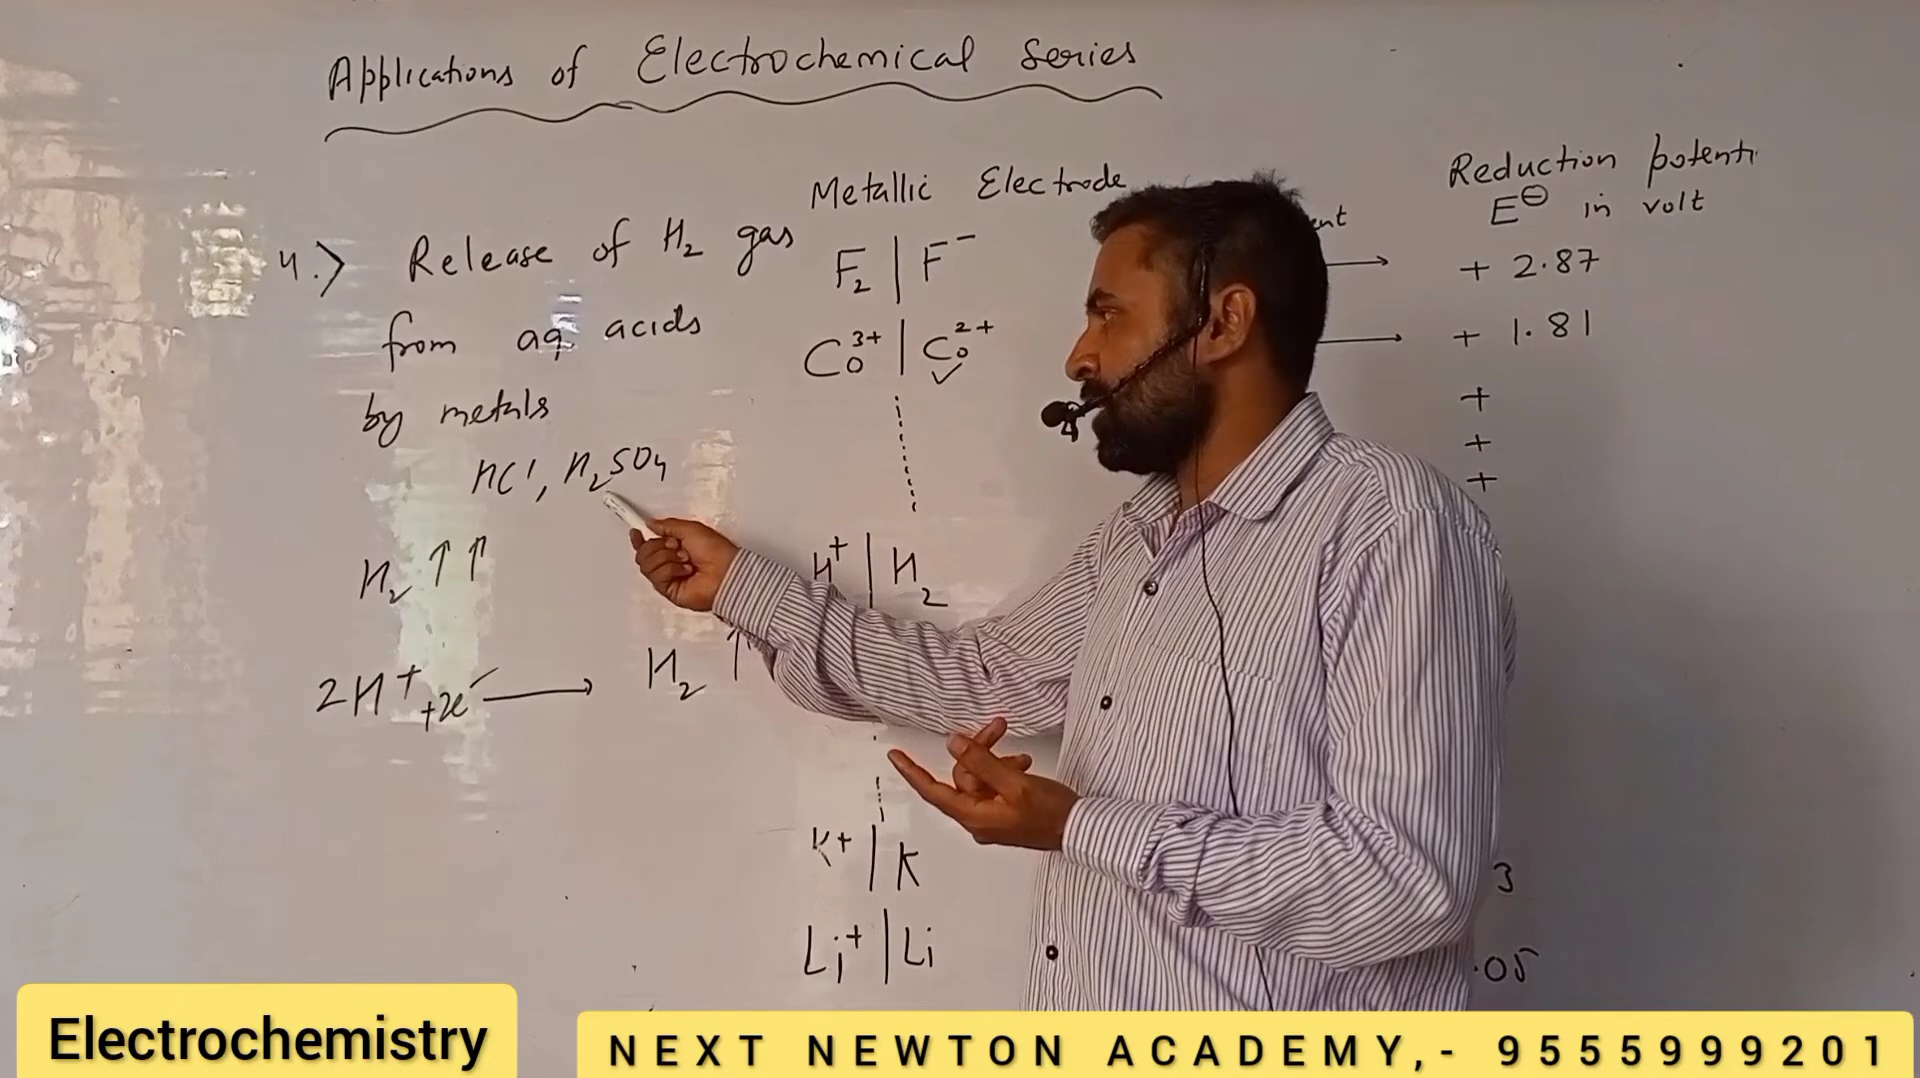 Applications of Electrochemical Series
4.) Release of H₂ gas
from aq acids
by metals
HCl, H₂SO₄
H₂ ↑ ↑
2H⁺ +2e⁻ ⟶ H₂ ↑
Metallic Electrode
F₂ | F⁻
Co³⁺ | Co²⁺
H⁺ | H₂
K⁺ | K
Li⁺ | Li
Reduction potenti
E⊖ in volt
+ 2.87
+ 1.81
+
+
+
3
.05
Electrochemistry
NEXT NEWTON ACADEMY,- 9555999201